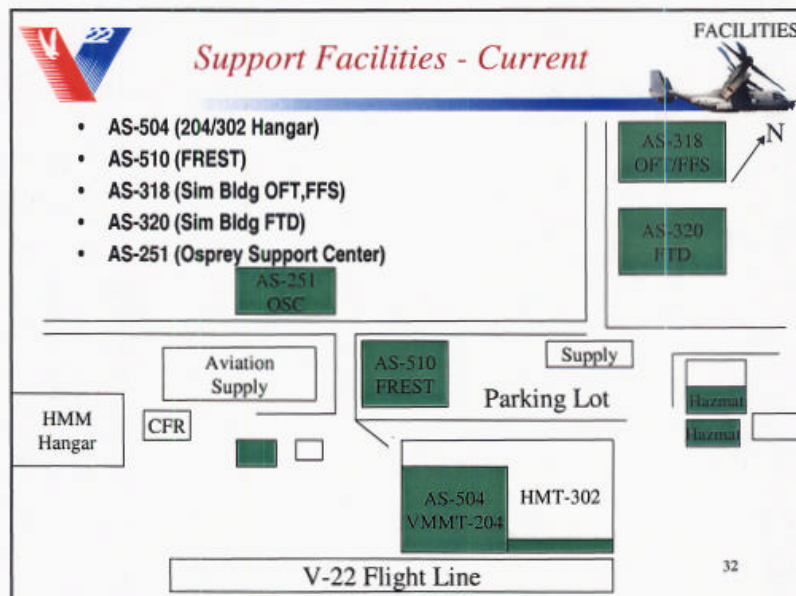 FACILITIES
V 22
Support Facilities - Current
• AS-504 (204/302 Hangar)
• AS-510 (FREST)
• AS-318 (Sim Bldg OFT,FFS)
• AS-320 (Sim Bldg FTD)
• AS-251 (Osprey Support Center)
AS-318
OFT/FFS
N
AS-320
FTD
AS-251
OSC
Aviation
Supply
AS-510
FREST
Supply
Parking Lot
Hazmat
Hazmat
HMM
Hangar
CFR
AS-504
VMMT-204
HMT-302
V-22 Flight Line
32